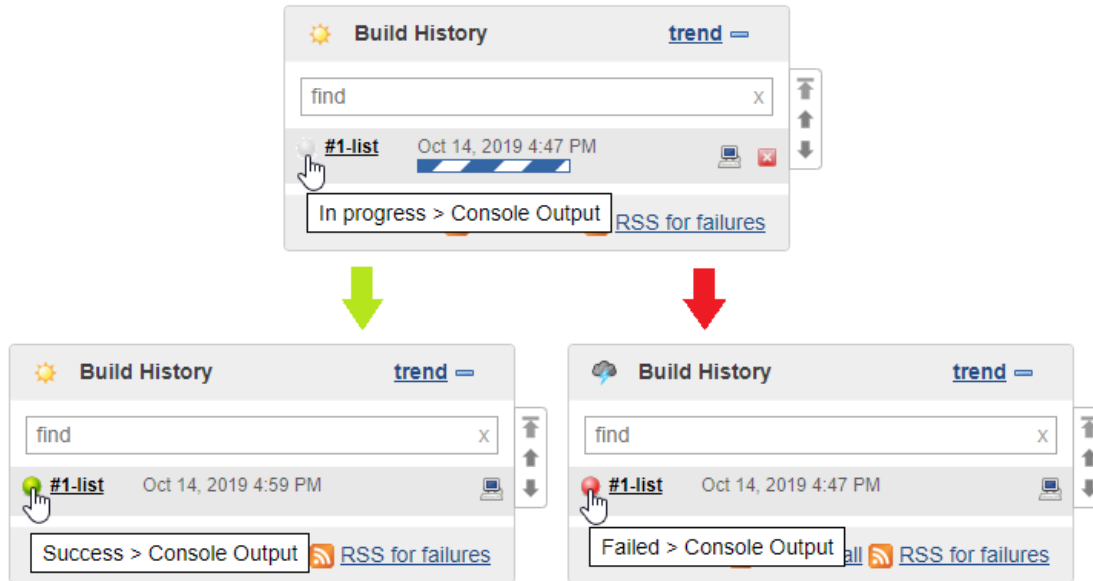 Build History trend
find x
#1-list Oct 14, 2019 4:47 PM
In progress > Console Output RSS for failures
Build History trend
find x
#1-list Oct 14, 2019 4:59 PM
Success > Console Output RSS for failures
Build History trend
find x
#1-list Oct 14, 2019 4:47 PM
Failed > Console Output all RSS for failures